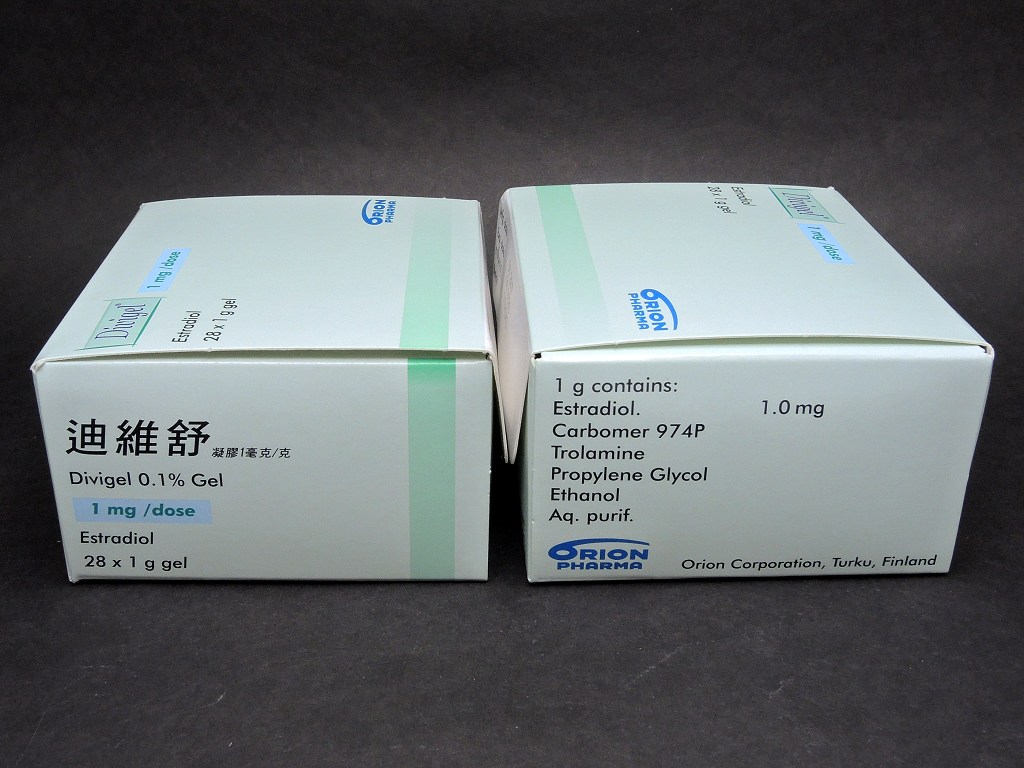 ORION
PHARMA
1 mg /dose
Divigel®
Estradiol
28 x 1 g gel
迪維舒 凝膠1毫克/克
Divigel 0.1% Gel
1 mg /dose
Estradiol
28 x 1 g gel
Divigel®
Estradiol
28 x 1 g gel
1 mg /dose
ORION
PHARMA
1 g contains:
Estradiol. 1.0 mg
Carbomer 974P
Trolamine
Propylene Glycol
Ethanol
Aq. purif.
ORION
PHARMA
Orion Corporation, Turku, Finland